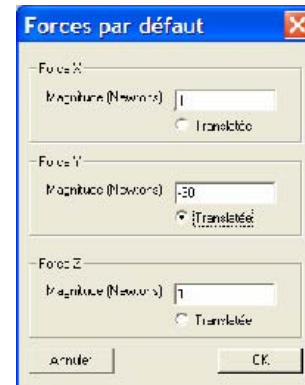 Forces par défaut
Force X
Magnitude (Newtons)
Translatée
Force Y
Magnitude (Newtons) -30
Translatée
Force Z
Magnitude (Newtons) 1
Translatée
Annuler OK